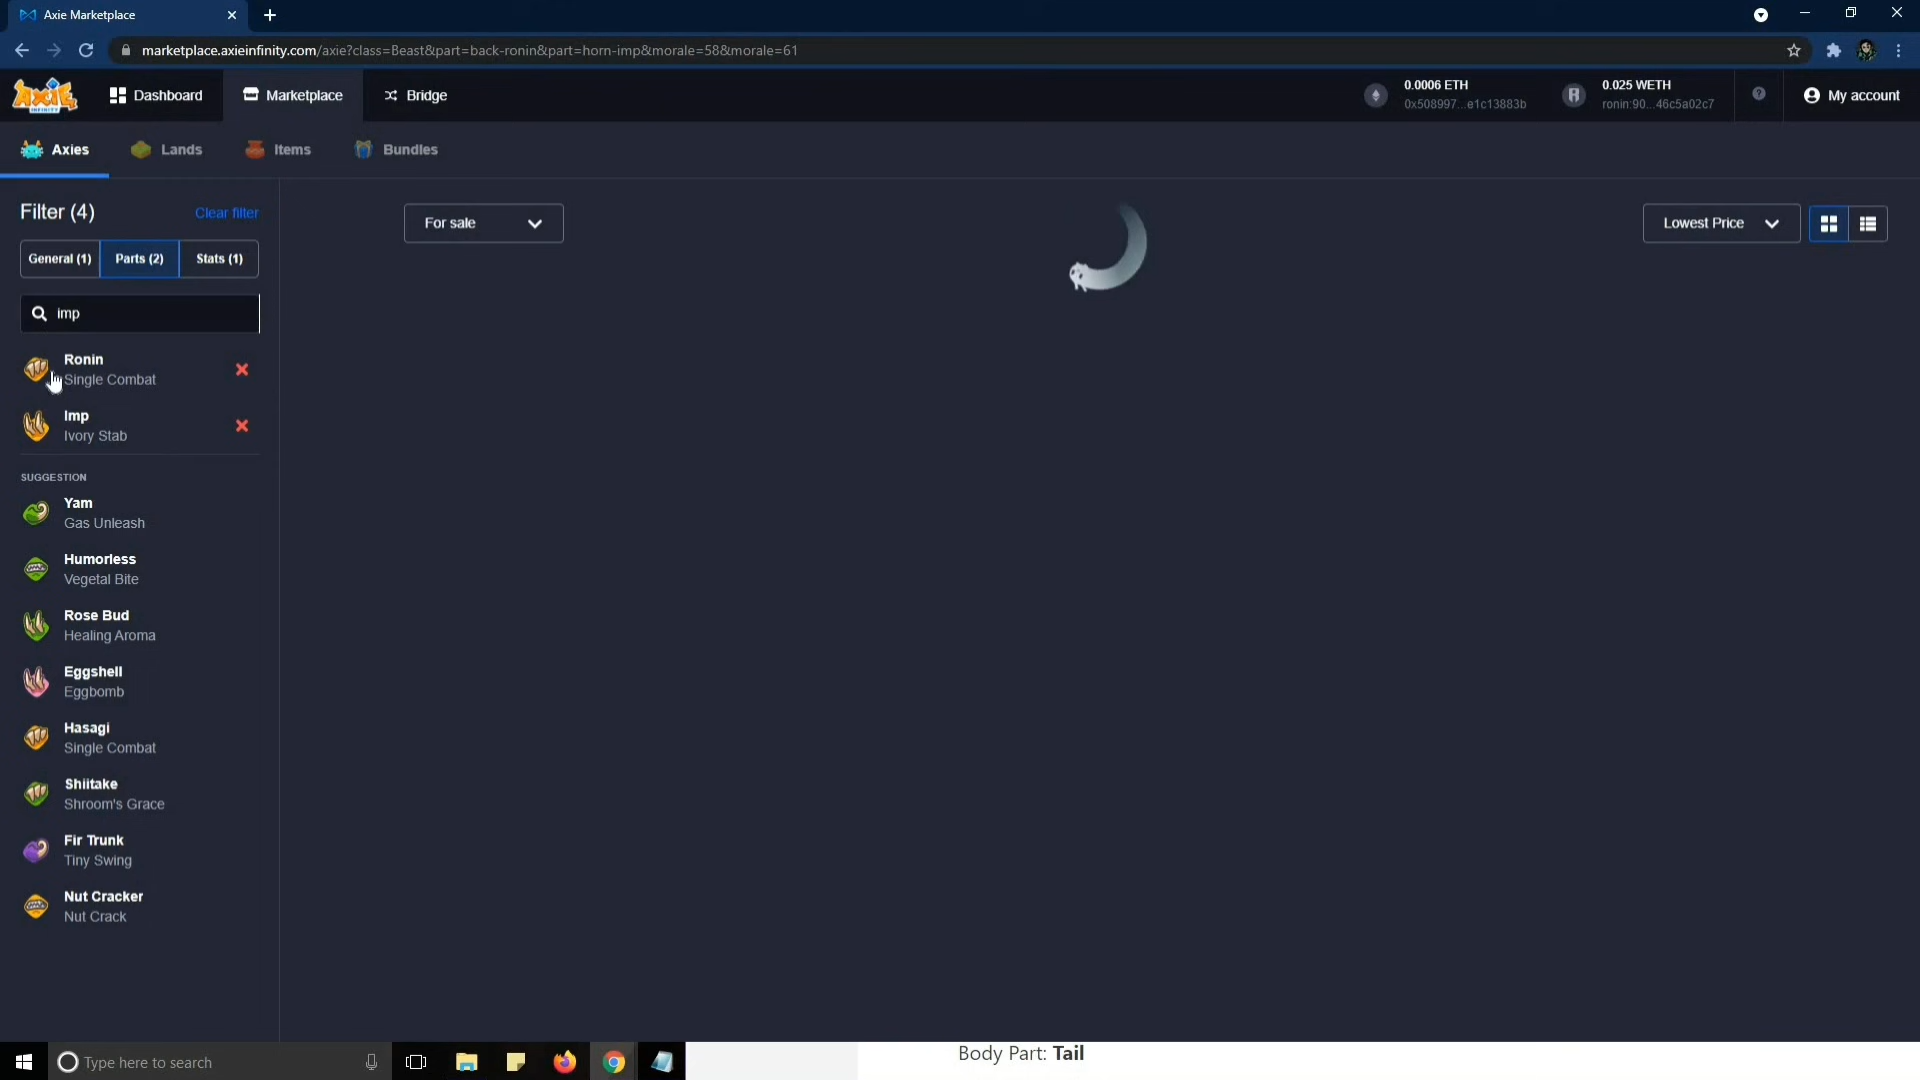 Axie Marketplace
marketplace.axieinfinity.com/axie?class=Beast&part=back-ronin&part=horn-imp&morale=58&morale=61
AXIE INFINITY
Dashboard
Marketplace
Bridge
0.0006 ETH
0x508997...e1c13883b
0.025 WETH
ronin:90...46c5a02c7
My account
Axies
Lands
Items
Bundles
Filter (4)
Clear filter
General (1)
Parts (2)
Stats (1)
For sale
Lowest Price
imp
Ronin
Single Combat
Imp
Ivory Stab
SUGGESTION
Yam
Gas Unleash
Humorless
Vegetal Bite
Rose Bud
Healing Aroma
Eggshell
Eggbomb
Hasagi
Single Combat
Shiitake
Shroom's Grace
Fir Trunk
Tiny Swing
Nut Cracker
Nut Crack
Type here to search
Body Part: Tail